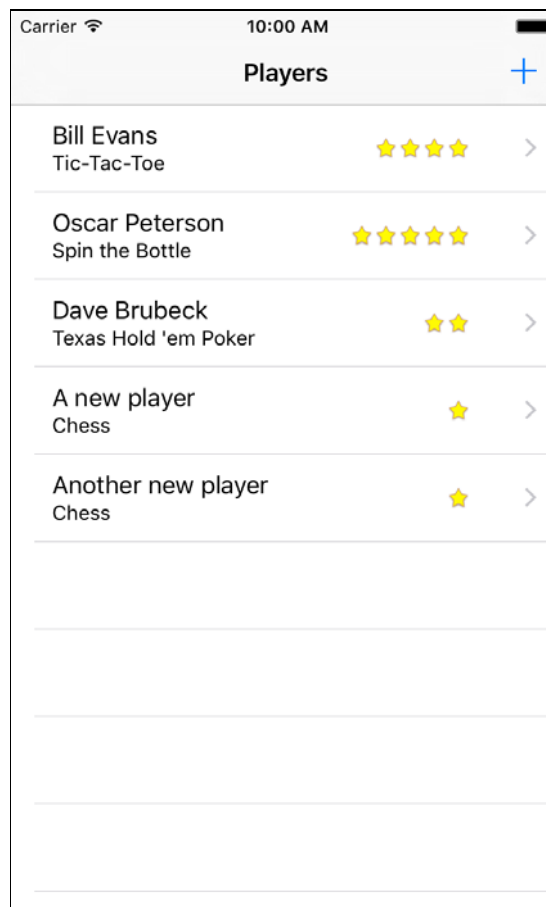 Carrier 10:00 AM
Players +
Bill Evans
Tic-Tac-Toe
Oscar Peterson
Spin the Bottle
Dave Brubeck
Texas Hold 'em Poker
A new player
Chess
Another new player
Chess